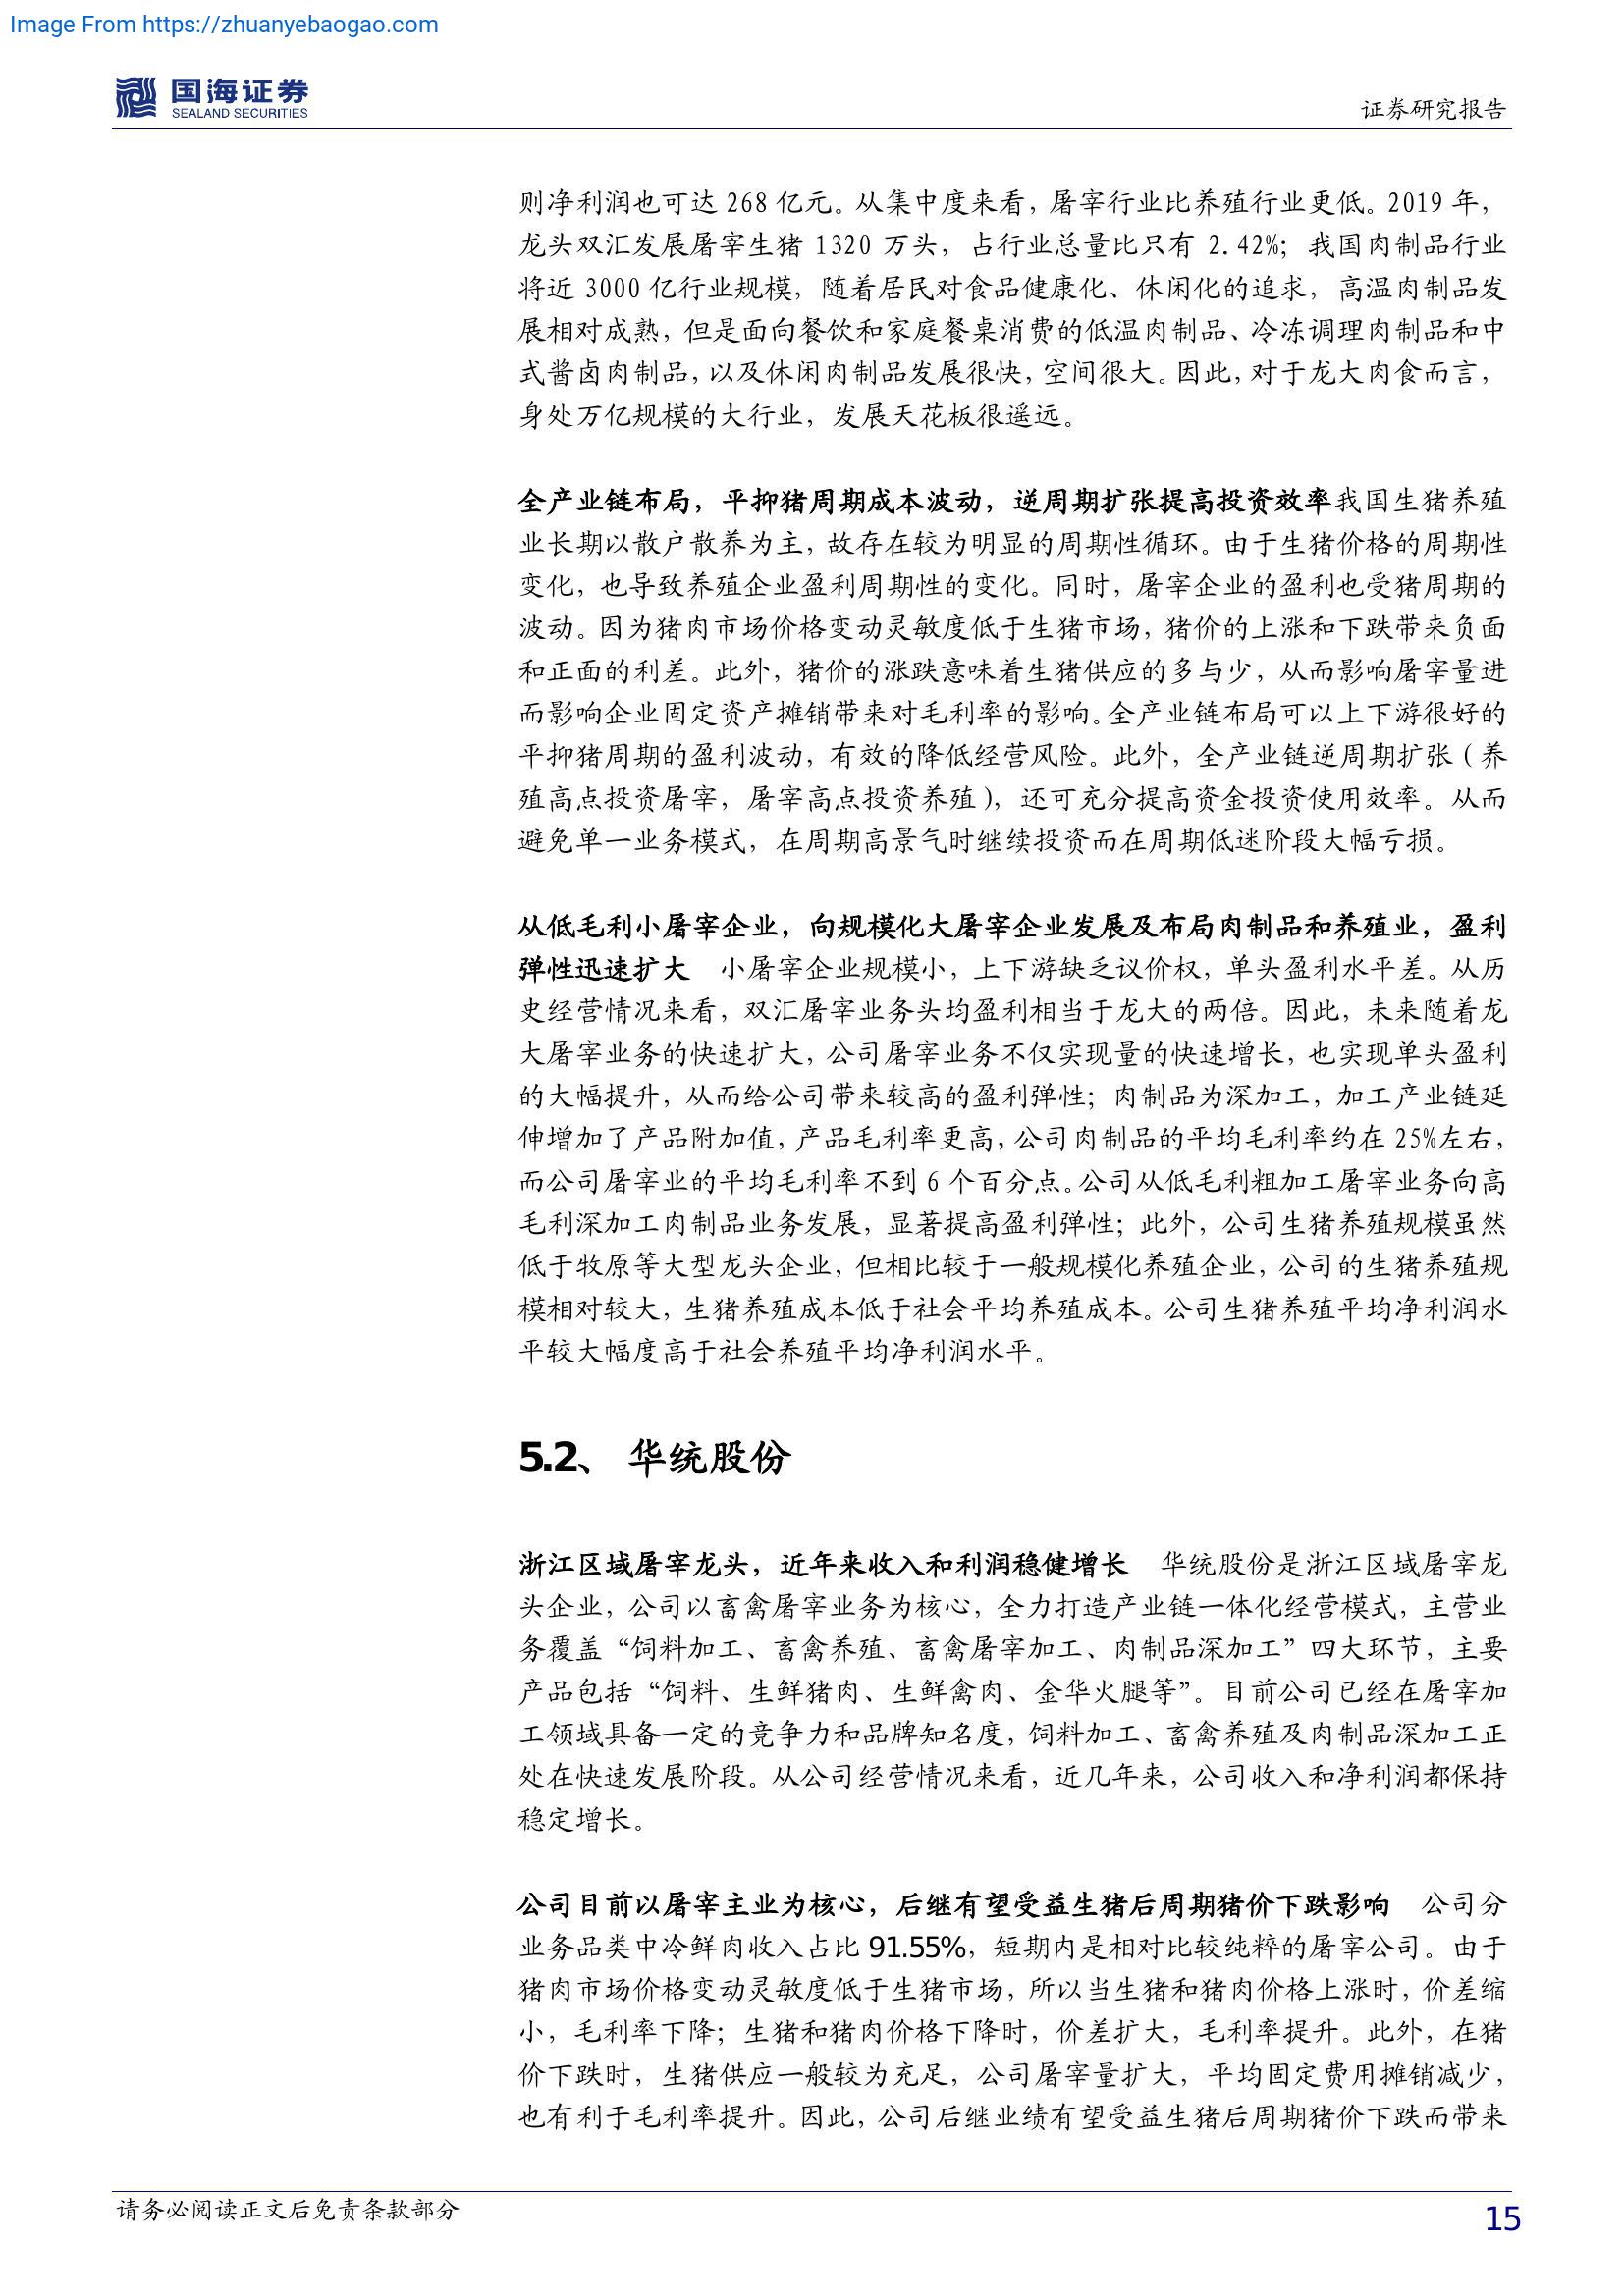 Image From https://zhuanyebaogao.com
国海证券
SEALAND SECURITIES
证券研究报告
则净利润也可达 268 亿元。从集中度来看，屠宰行业比养殖行业更低。2019 年，
龙头双汇发展屠宰生猪 1320 万头，占行业总量比只有 2.42%；我国肉制品行业
将近 3000 亿行业规模，随着居民对食品健康化、休闲化的追求，高温肉制品发
展相对成熟，但是面向餐饮和家庭餐桌消费的低温肉制品、冷冻调理肉制品和中
式酱卤肉制品，以及休闲肉制品发展很快，空间很大。因此，对于龙大肉食而言，
身处万亿规模的大行业，发展天花板很遥远。
全产业链布局，平抑猪周期成本波动，逆周期扩张提高投资效率我国生猪养殖
业长期以散户散养为主，故存在较为明显的周期性循环。由于生猪价格的周期性
变化，也导致养殖企业盈利周期性的变化。同时，屠宰企业的盈利也受猪周期的
波动。因为猪肉市场价格变动灵敏度低于生猪市场，猪价的上涨和下跌带来负面
和正面的利差。此外，猪价的涨跌意味着生猪供应的多与少，从而影响屠宰量进
而影响企业固定资产摊销带来对毛利率的影响。全产业链布局可以上下游很好的
平抑猪周期的盈利波动，有效的降低经营风险。此外，全产业链逆周期扩张（养
殖高点投资屠宰，屠宰高点投资养殖），还可充分提高资金投资使用效率。从而
避免单一业务模式，在周期高景气时继续投资而在周期低迷阶段大幅亏损。
从低毛利小屠宰企业，向规模化大屠宰企业发展及布局肉制品和养殖业，盈利
弹性迅速扩大　小屠宰企业规模小，上下游缺乏议价权，单头盈利水平差。从历
史经营情况来看，双汇屠宰业务头均盈利相当于龙大的两倍。因此，未来随着龙
大屠宰业务的快速扩大，公司屠宰业务不仅实现量的快速增长，也实现单头盈利
的大幅提升，从而给公司带来较高的盈利弹性；肉制品为深加工，加工产业链延
伸增加了产品附加值，产品毛利率更高，公司肉制品的平均毛利率约在 25%左右，
而公司屠宰业的平均毛利率不到 6 个百分点。公司从低毛利粗加工屠宰业务向高
毛利深加工肉制品业务发展，显著提高盈利弹性；此外，公司生猪养殖规模虽然
低于牧原等大型龙头企业，但相比较于一般规模化养殖企业，公司的生猪养殖规
模相对较大，生猪养殖成本低于社会平均养殖成本。公司生猪养殖平均净利润水
平较大幅度高于社会养殖平均净利润水平。
5.2、 华统股份
浙江区域屠宰龙头，近年来收入和利润稳健增长　华统股份是浙江区域屠宰龙
头企业，公司以畜禽屠宰业务为核心，全力打造产业链一体化经营模式，主营业
务覆盖“饲料加工、畜禽养殖、畜禽屠宰加工、肉制品深加工”四大环节，主要
产品包括“饲料、生鲜猪肉、生鲜禽肉、金华火腿等”。目前公司已经在屠宰加
工领域具备一定的竞争力和品牌知名度，饲料加工、畜禽养殖及肉制品深加工正
处在快速发展阶段。从公司经营情况来看，近几年来，公司收入和净利润都保持
稳定增长。
公司目前以屠宰主业为核心，后继有望受益生猪后周期猪价下跌影响　公司分
业务品类中冷鲜肉收入占比 91.55%，短期内是相对比较纯粹的屠宰公司。由于
猪肉市场价格变动灵敏度低于生猪市场，所以当生猪和猪肉价格上涨时，价差缩
小，毛利率下降；生猪和猪肉价格下降时，价差扩大，毛利率提升。此外，在猪
价下跌时，生猪供应一般较为充足，公司屠宰量扩大，平均固定费用摊销减少，
也有利于毛利率提升。因此，公司后继业绩有望受益生猪后周期猪价下跌而带来
请务必阅读正文后免责条款部分
15